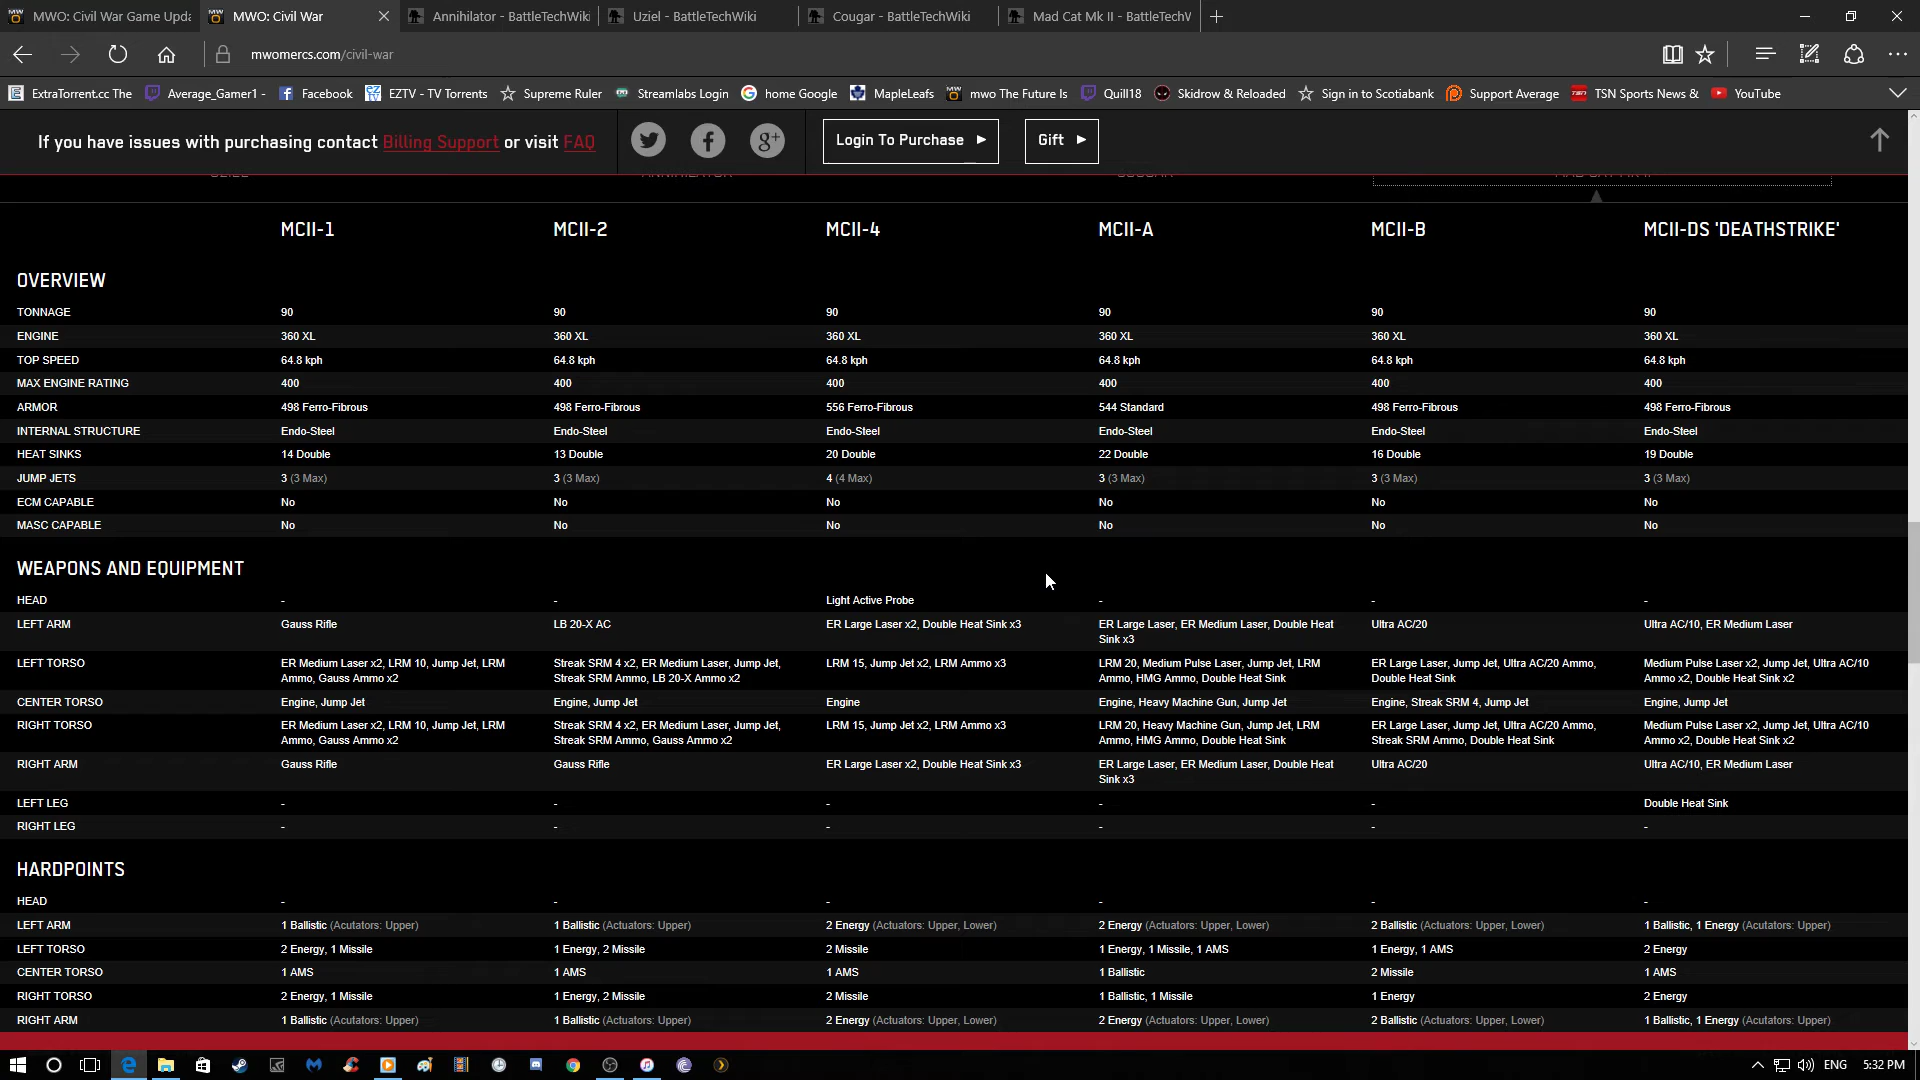 MWO: Civil War Game Upda
MWO: Civil War
Annihilator - BattleTechWiki
Uziel - BattleTechWiki
Cougar - BattleTechWiki
Mad Cat Mk II - BattleTechW
mwomercs.com/civil-war
ExtraTorrent.cc The Average_Gamer1 - Facebook EZTV - TV Torrents Supreme Ruler Streamlabs Login home Google MapleLeafs mwo The Future Is Quill18 Skidrow & Reloaded Sign in to Scotiabank Support Average TSN Sports News & YouTube
If you have issues with purchasing contact Billing Support or visit FAQ Login To Purchase Gift
MCII-1 MCII-2 MCII-4 MCII-A MCII-B MCII-DS 'DEATHSTRIKE'
OVERVIEW
TONNAGE 90 90 90 90 90 90
ENGINE 360 XL 360 XL 360 XL 360 XL 360 XL 360 XL
TOP SPEED 64.8 kph 64.8 kph 64.8 kph 64.8 kph 64.8 kph 64.8 kph
MAX ENGINE RATING 400 400 400 400 400 400
ARMOR 498 Ferro-Fibrous 498 Ferro-Fibrous 556 Ferro-Fibrous 544 Standard 498 Ferro-Fibrous 498 Ferro-Fibrous
INTERNAL STRUCTURE Endo-Steel Endo-Steel Endo-Steel Endo-Steel Endo-Steel Endo-Steel
HEAT SINKS 14 Double 13 Double 20 Double 22 Double 16 Double 19 Double
JUMP JETS 3 (3 Max) 3 (3 Max) 4 (4 Max) 3 (3 Max) 3 (3 Max) 3 (3 Max)
ECM CAPABLE No No No No No No
MASC CAPABLE No No No No No No
WEAPONS AND EQUIPMENT
HEAD - - Light Active Probe - - -
LEFT ARM Gauss Rifle LB 20-X AC ER Large Laser x2, Double Heat Sink x3 ER Large Laser, ER Medium Laser, Double Heat Ultra AC/20 Ultra AC/10, ER Medium Laser
Sink x3
LEFT TORSO ER Medium Laser x2, LRM 10, Jump Jet, LRM Streak SRM 4 x2, ER Medium Laser, Jump Jet, LRM 15, Jump Jet x2, LRM Ammo x3 LRM 20, Medium Pulse Laser, Jump Jet, LRM ER Large Laser, Jump Jet, Ultra AC/20 Ammo, Medium Pulse Laser x2, Jump Jet, Ultra AC/10
Ammo, Gauss Ammo x2 Streak SRM Ammo, LB 20-X Ammo x2 Ammo, HMG Ammo, Double Heat Sink Double Heat Sink Ammo x2, Double Heat Sink x2
CENTER TORSO Engine, Jump Jet Engine, Jump Jet Engine Engine, Heavy Machine Gun, Jump Jet Engine, Streak SRM 4, Jump Jet Engine, Jump Jet
RIGHT TORSO ER Medium Laser x2, LRM 10, Jump Jet, LRM Streak SRM 4 x2, ER Medium Laser, Jump Jet, LRM 15, Jump Jet x2, LRM Ammo x3 LRM 20, Heavy Machine Gun, Jump Jet, LRM ER Large Laser, Jump Jet, Ultra AC/20 Ammo, Medium Pulse Laser x2, Jump Jet, Ultra AC/10
Ammo, Gauss Ammo x2 Streak SRM Ammo, Gauss Ammo x2 Ammo, HMG Ammo, Double Heat Sink Streak SRM Ammo, Double Heat Sink Ammo x2, Double Heat Sink x2
RIGHT ARM Gauss Rifle Gauss Rifle ER Large Laser x2, Double Heat Sink x3 ER Large Laser, ER Medium Laser, Double Heat Ultra AC/20 Ultra AC/10, ER Medium Laser
Sink x3
LEFT LEG - - - - - Double Heat Sink
RIGHT LEG - - - - - -
HARDPOINTS
HEAD - - - - - -
LEFT ARM 1 Ballistic (Acutators: Upper) 1 Ballistic (Actuators: Upper) 2 Energy (Actuators: Upper, Lower) 2 Energy (Actuators: Upper, Lower) 2 Ballistic (Actuators: Upper, Lower) 1 Ballistic, 1 Energy (Actuators: Upper)
LEFT TORSO 2 Energy, 1 Missile 1 Energy, 2 Missile 2 Missile 1 Energy, 1 Missile, 1 AMS 1 Energy, 1 AMS 2 Energy
CENTER TORSO 1 AMS 1 AMS 1 AMS 1 Ballistic 2 Missile 1 AMS
RIGHT TORSO 2 Energy, 1 Missile 1 Energy, 2 Missile 2 Missile 1 Ballistic, 1 Missile 1 Energy 2 Energy
RIGHT ARM 1 Ballistic (Acutators: Upper) 1 Ballistic (Actuators: Upper) 2 Energy (Actuators: Upper, Lower) 2 Energy (Actuators: Upper, Lower) 2 Ballistic (Actuators: Upper, Lower) 1 Ballistic, 1 Energy (Actuators: Upper)
ENG 5:32 PM